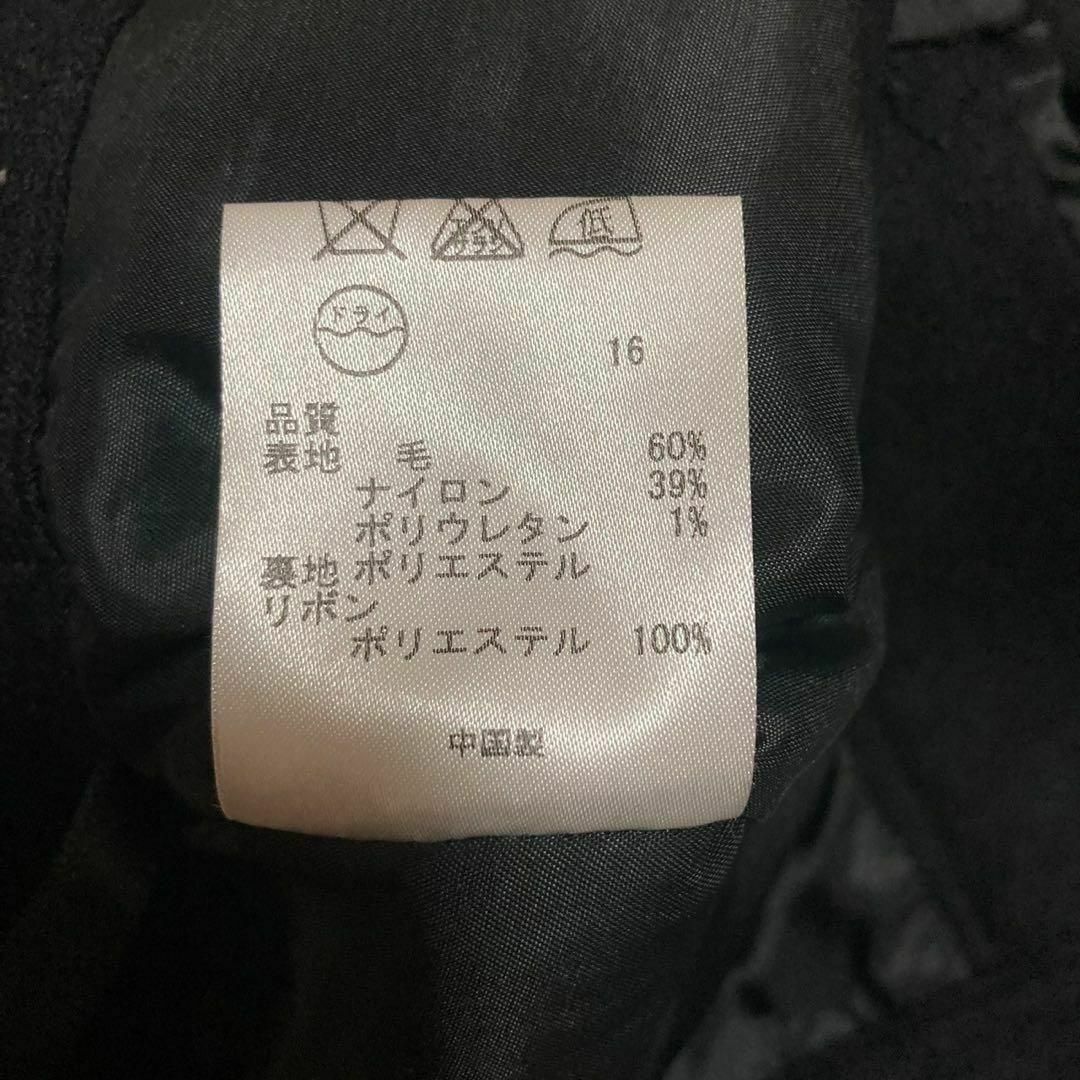 低
ドライ
16
品質
表地 毛 60%
ナイロン 39%
ポリウレタン 1%
裏地 ポリエステル
リボン
ポリエステル 100%
中国製